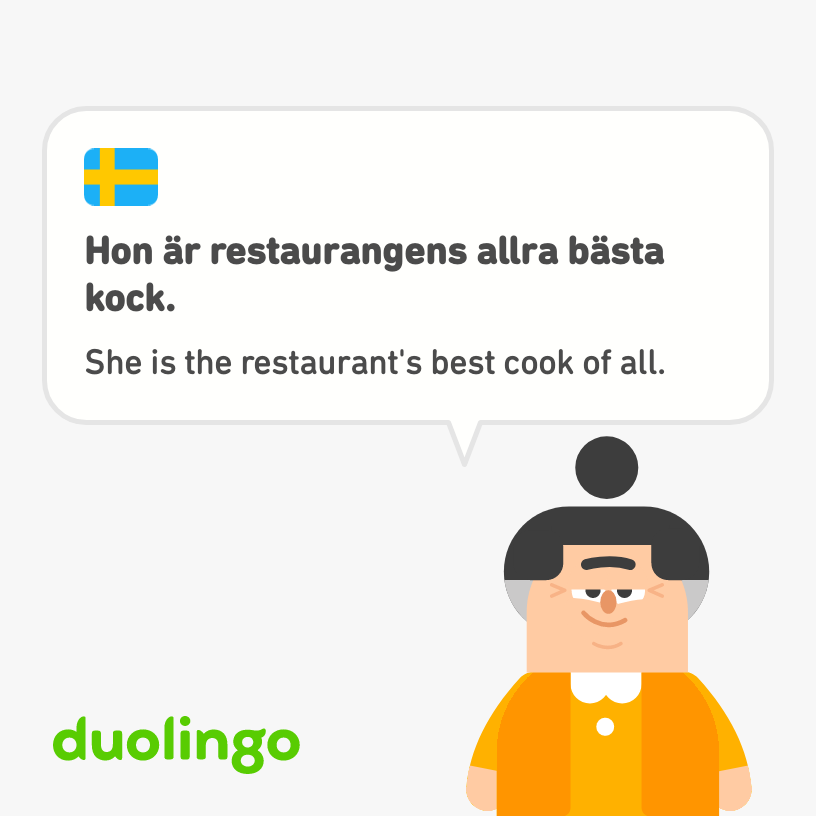 Hon är restaurangens allra bästa
kock.
She is the restaurant's best cook of all.
duolingo